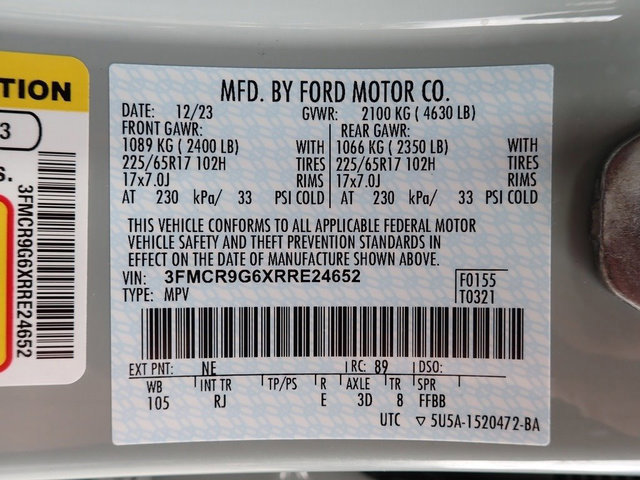 TION
3
S.
3FMCR9G6XRRE24652
MFD. BY FORD MOTOR CO.
DATE: 12/23 GVWR: 2100 KG ( 4630 LB)
FRONT GAWR: REAR GAWR:
1089 KG ( 2400 LB) WITH 1066 KG ( 2350 LB) WITH
225/65R17 102H TIRES 225/65R17 102H TIRES
17x7.0J RIMS 17x7.0J RIMS
AT 230 kPa/ 33 PSI COLD AT 230 kPa/ 33 PSI COLD
THIS VEHICLE CONFORMS TO ALL APPLICABLE FEDERAL MOTOR
VEHICLE SAFETY AND THEFT PREVENTION STANDARDS IN
EFFECT ON THE DATE OF MANUFACTURE SHOWN ABOVE.
VIN: 3FMCR9G6XRRE24652 F0155
TYPE: MPV T0321
EXT PNT: NE RC: 89 DSO:
WB INT TR TP/PS R AXLE TR SPR
105 RJ E 3D 8 FFBB
UTC ▽ 5U5A-1520472-BA